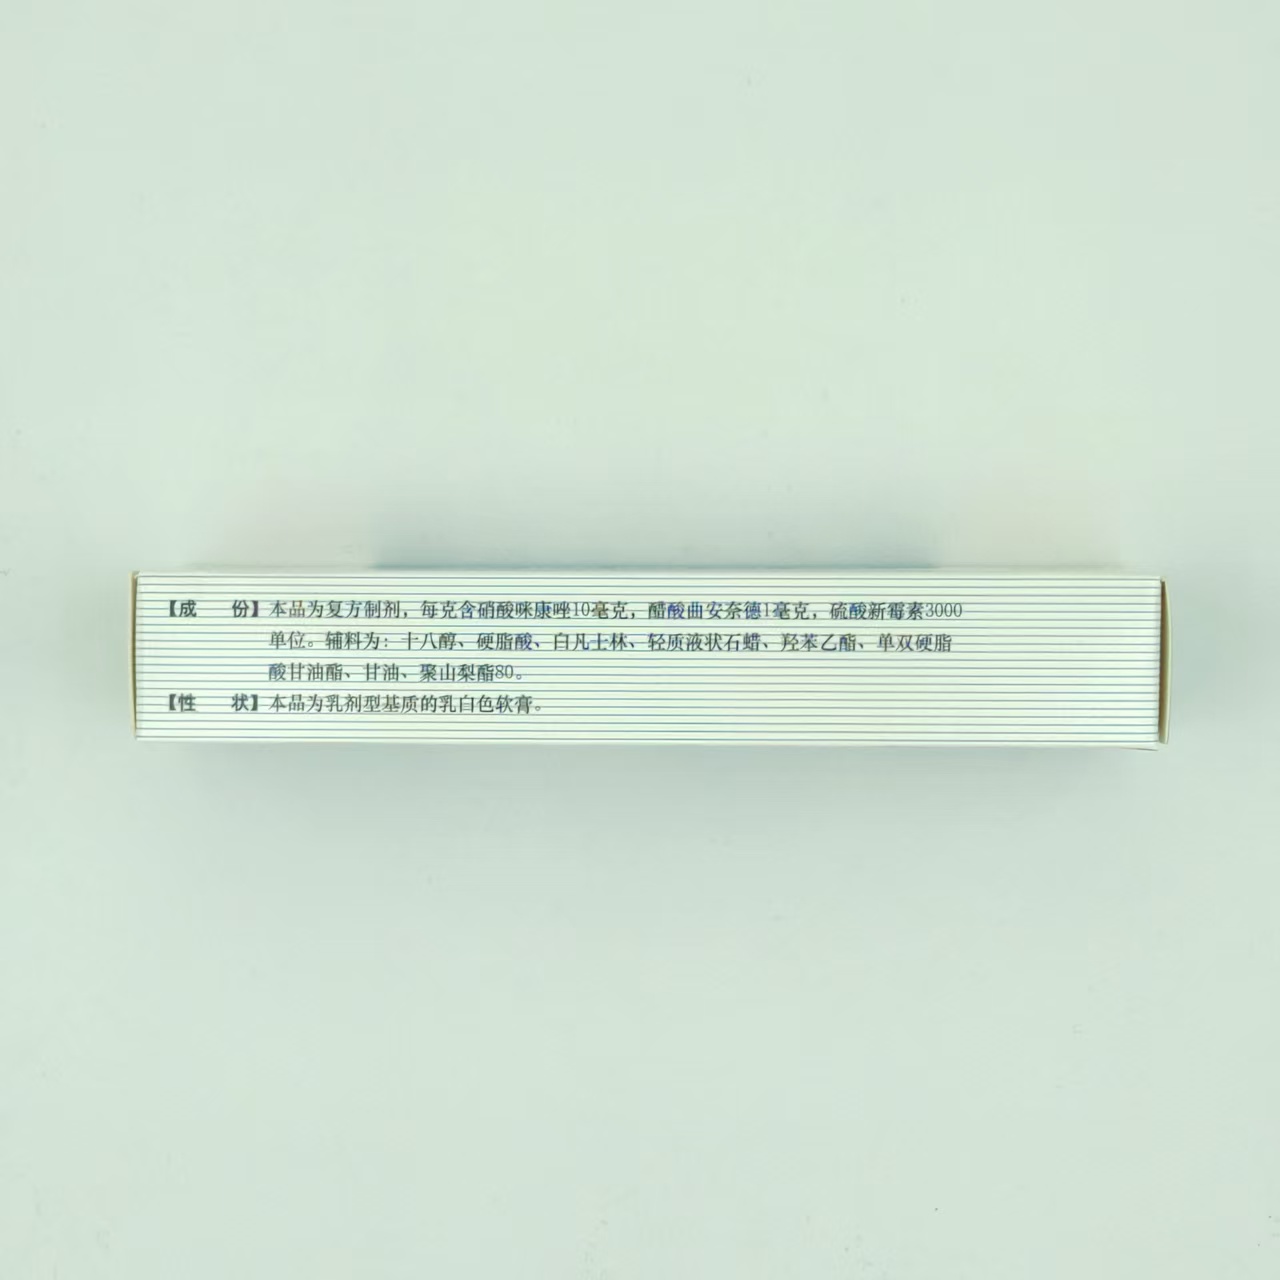 【成　份】本品为复方制剂，每克含硝酸咪康唑10毫克，醋酸曲安奈德1毫克，硫酸新霉素3000
单位。辅料为：十八醇、硬脂酸、白凡士林、轻质液状石蜡、羟苯乙酯、单双硬脂
酸甘油酯、甘油、聚山梨酯80。
【性　状】本品为乳剂型基质的乳白色软膏。